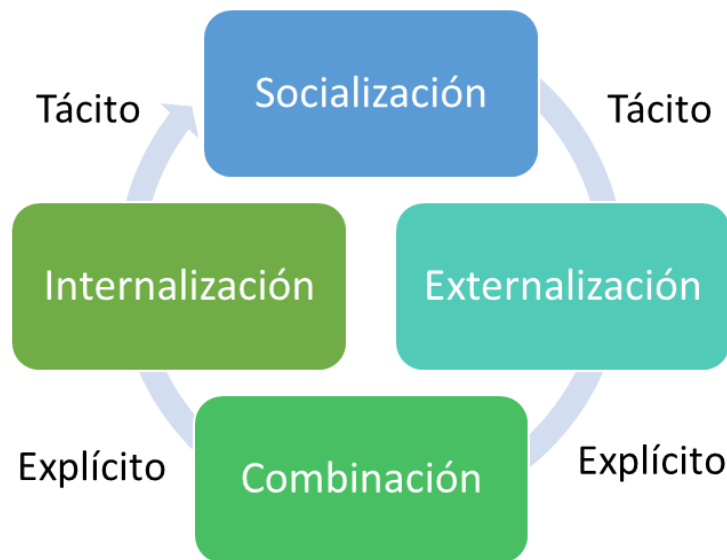 Socialización
Tácito
Tácito
Internalización
Externalización
Explícito
Explícito
Combinación